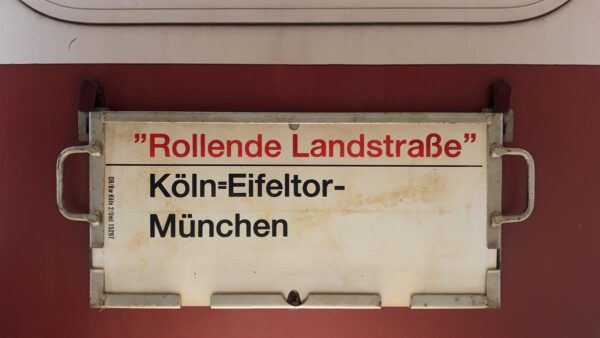 ”Rollende Landstraße”
Köln=Eifeltor-
München